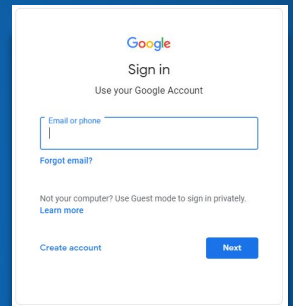 Google
Sign in
Use your Google Account
Email or phone
Forgot email?
Not your computer? Use Guest mode to sign in privately.
Learn more
Create account
Next